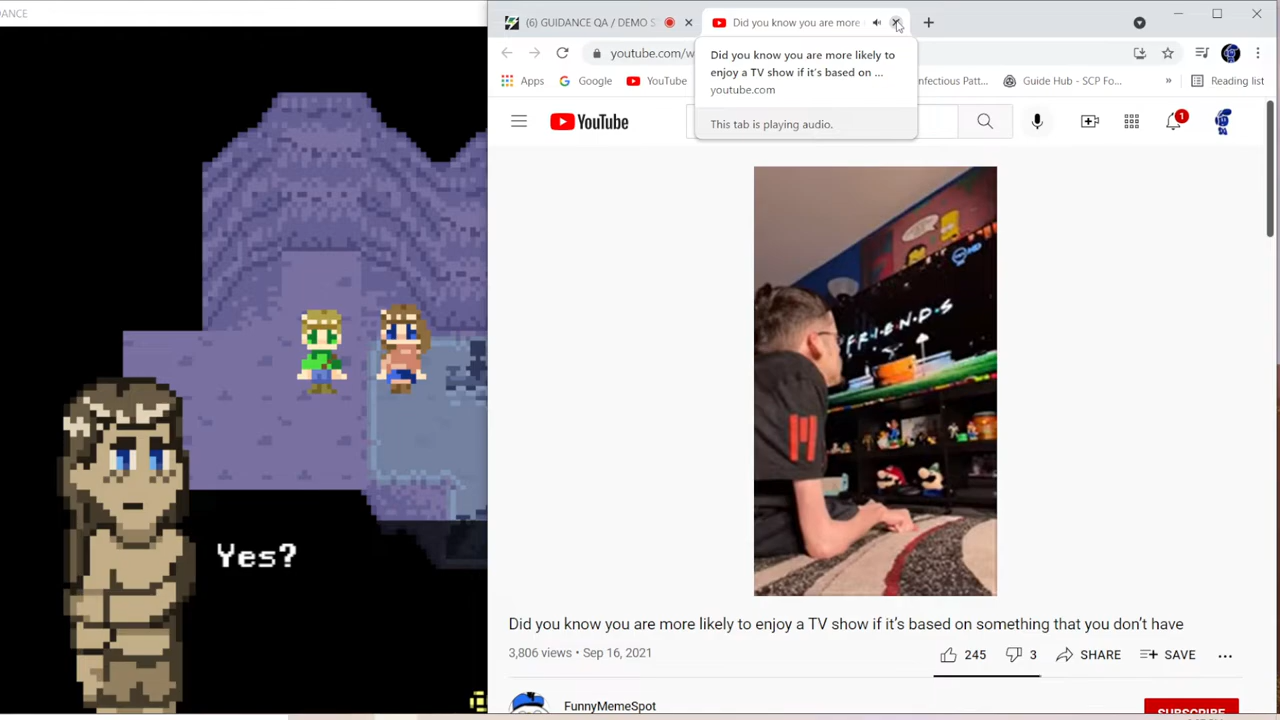 DANCE
(6) GUIDANCE QA / DEMO S
Did you know you are more
youtube.com/w
Did you know you are more likely to
enjoy a TV show if it's based on ...
youtube.com
This tab is playing audio.
Apps
Google
YouTube
nfectious Patt...
Guide Hub - SCP Fo...
»
Reading list
YouTube
1
HD
FRIENDS
Yes?
Did you know you are more likely to enjoy a TV show if it's based on something that you don't have
3,806 views • Sep 16, 2021
245
3
SHARE
SAVE
...
FunnyMemeSpot
SUBSCRIBE